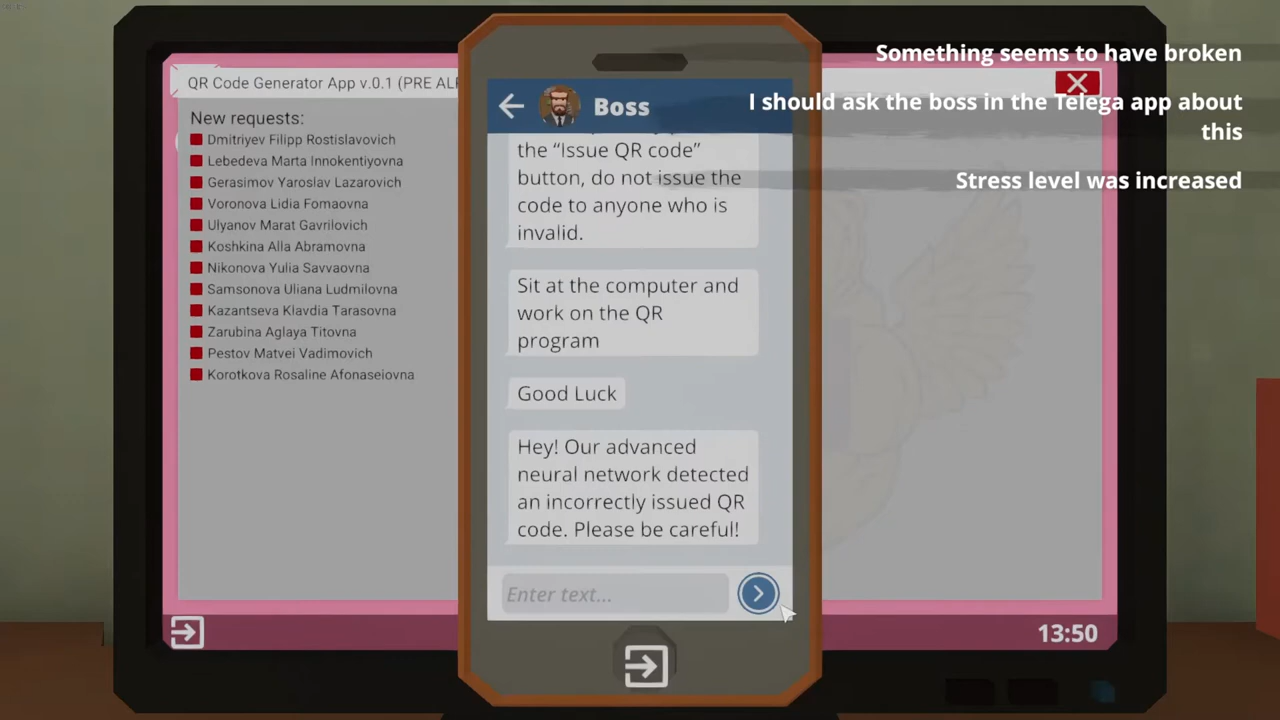 QR Code Generator App v.0.1 (PRE AL
New requests:
Dmitriyev Filipp Rostislavovich
Lebedeva Marta Innokentiyovna
Gerasimov Yaroslav Lazarovich
Voronova Lidia Fomaovna
Ulyanov Marat Gavrilovich
Koshkina Alla Abramovna
Nikonova Yulia Savvaovna
Samsonova Uliana Ludmilovna
Kazantseva Klavdia Tarasovna
Zarubina Aglaya Titovna
Pestov Matvei Vadimovich
Korotkova Rosaline Afonaseiovna
Boss
the “Issue QR code”
button, do not issue the
code to anyone who is
invalid.
Sit at the computer and
work on the QR
program
Good Luck
Hey! Our advanced
neural network detected
an incorrectly issued QR
code. Please be careful!
Enter text...
Something seems to have broken
I should ask the boss in the Telega app about
this
Stress level was increased
13:50